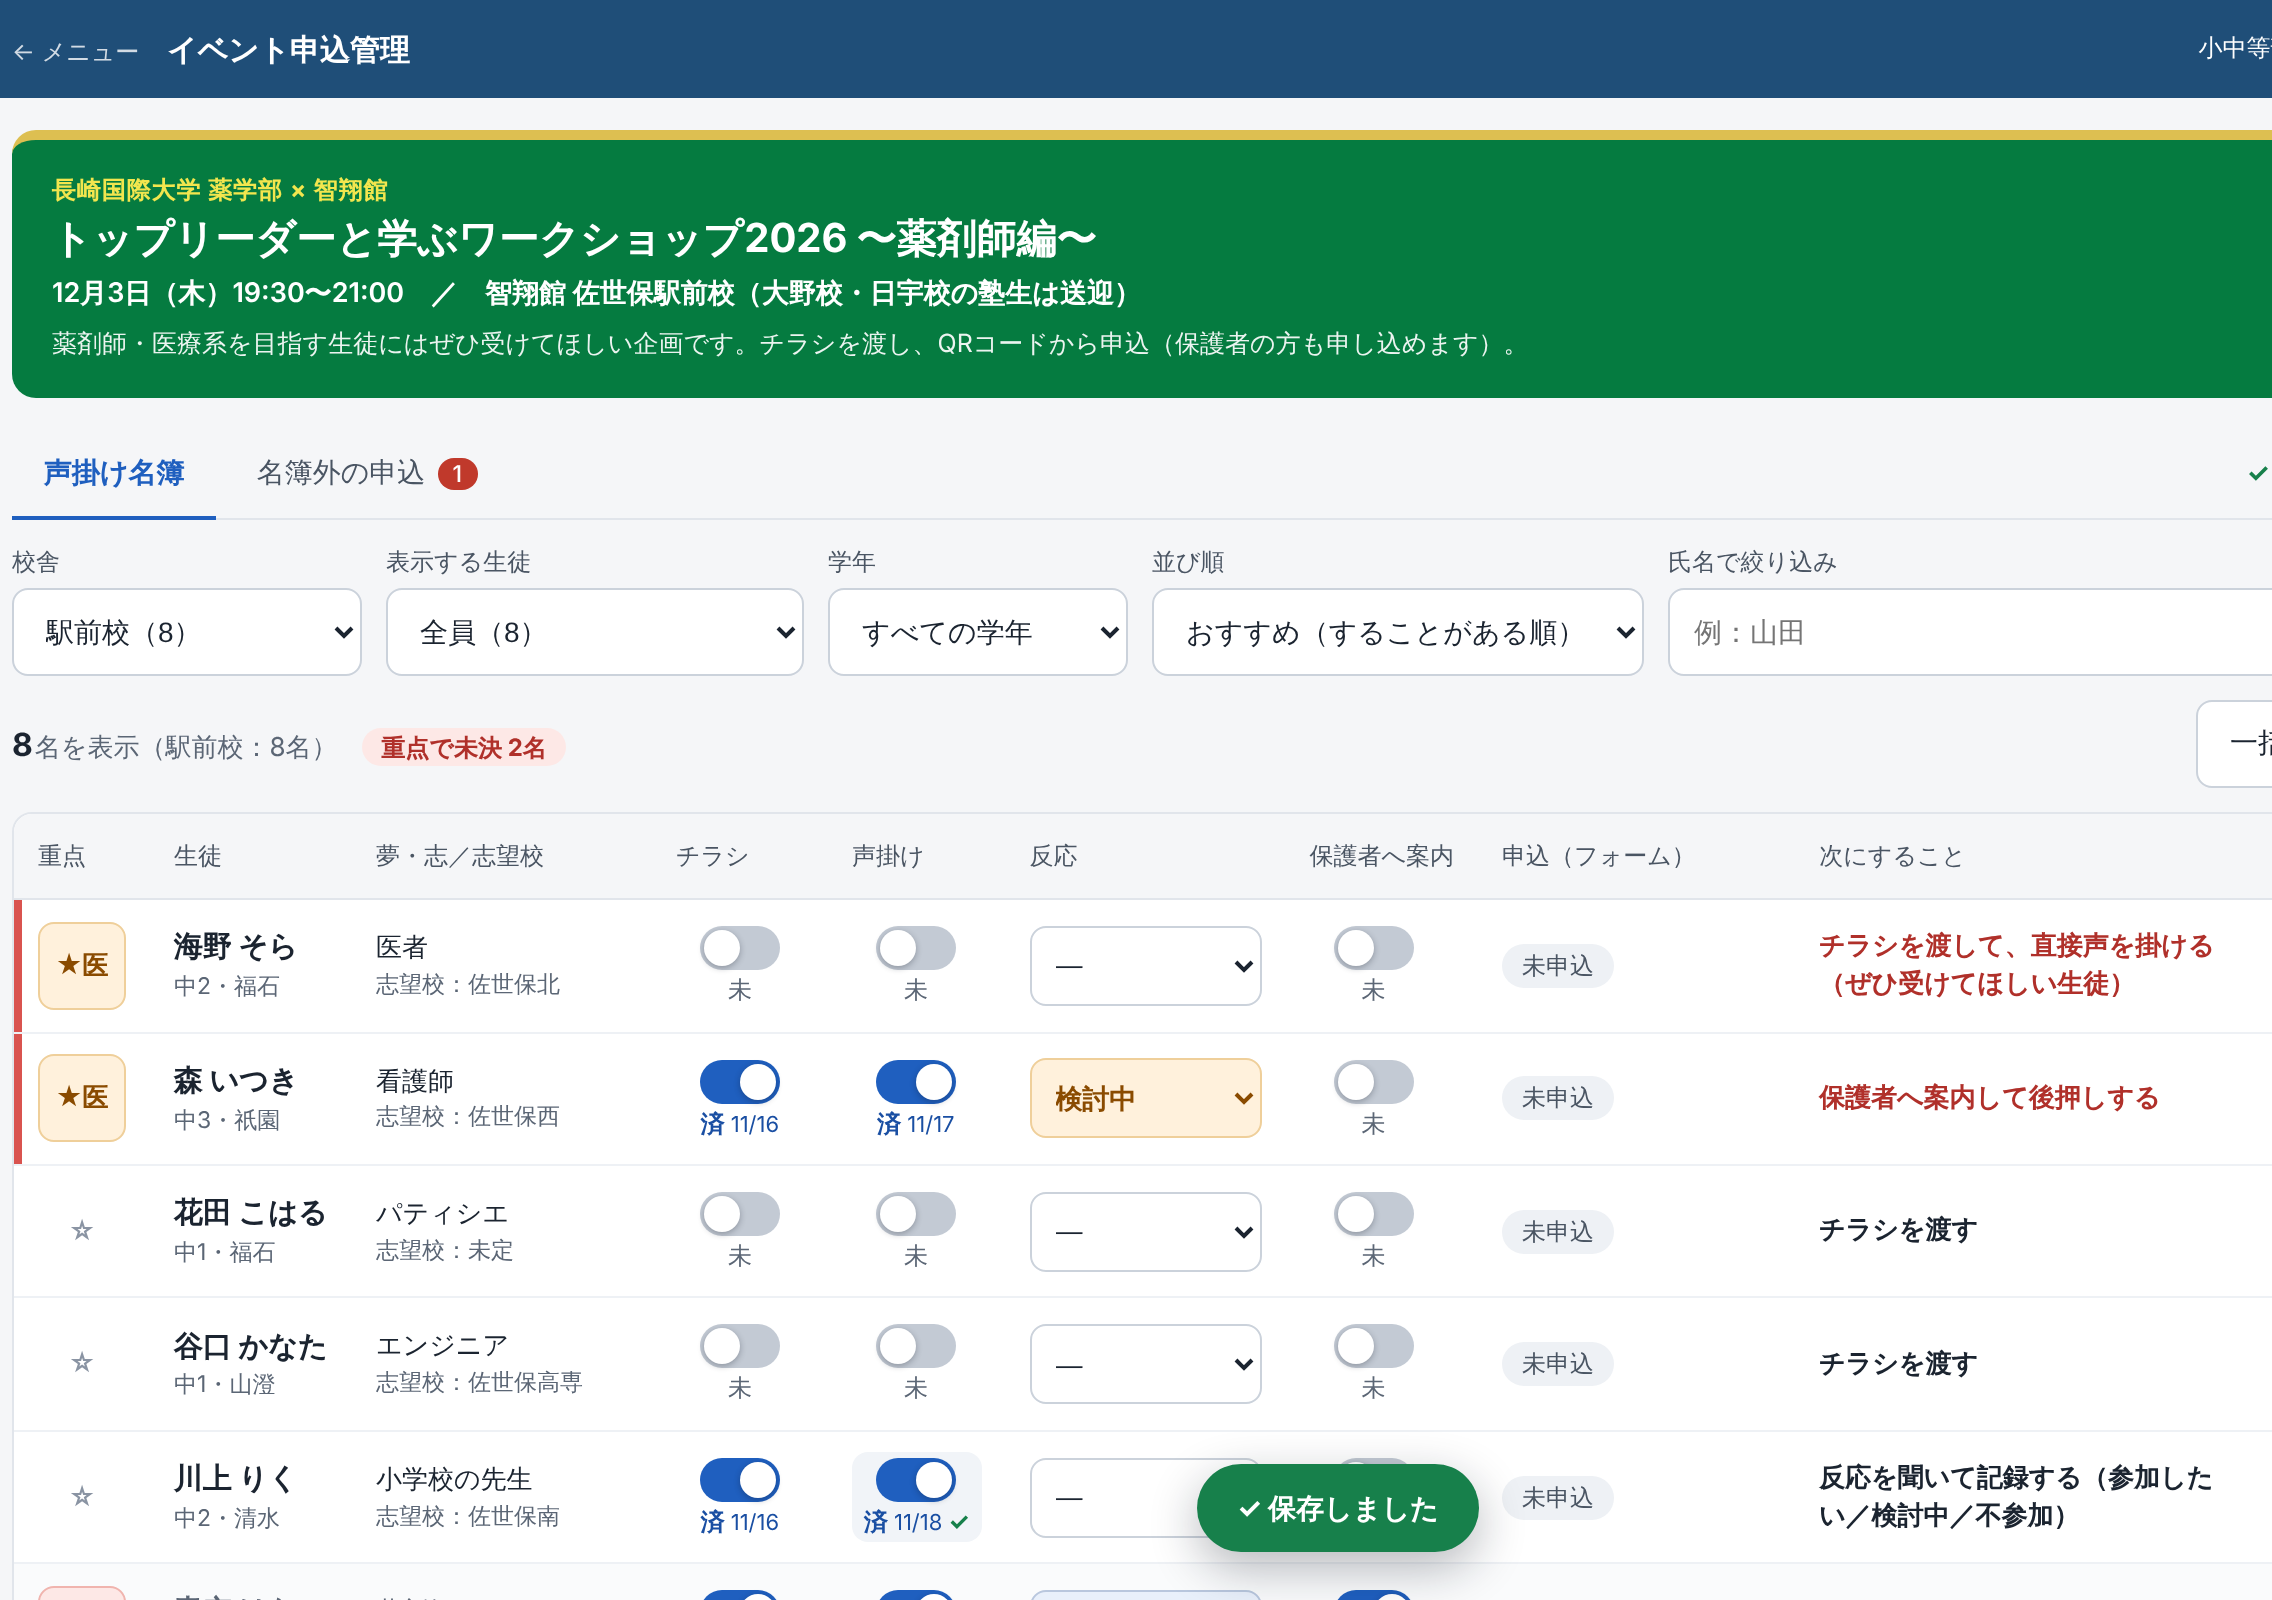 ← メニュー イベント申込管理
小中等
長崎国際大学 薬学部 × 智翔館
トップリーダーと学ぶワークショップ2026 〜薬剤師編〜
12月3日（木）19:30〜21:00 ／ 智翔館 佐世保駅前校（大野校・日宇校の塾生は送迎）
薬剤師・医療系を目指す生徒にはぜひ受けてほしい企画です。チラシを渡し、QRコードから申込（保護者の方も申し込めます）。
声掛け名簿 名簿外の申込 1 ✓
校舎 表示する生徒 学年 並び順 氏名で絞り込み
駅前校（8） 全員（8） すべての学年 おすすめ（することがある順） 例：山田
8名を表示（駅前校：8名） 重点で未決 2名
一括
重点 生徒 夢・志／志望校 チラシ 声掛け 反応 保護者へ案内 申込（フォーム） 次にすること
★医 海野 そら 医者 — 未申込 チラシを渡して、直接声を掛ける
中2・福石 志望校：佐世保北 未 未 未 （ぜひ受けてほしい生徒）
★医 森 いつき 看護師 検討中 未申込 保護者へ案内して後押しする
中3・祇園 志望校：佐世保西 済 11/16 済 11/17 未
☆ 花田 こはる パティシエ — 未申込 チラシを渡す
中1・福石 志望校：未定 未 未 未
☆ 谷口 かなた エンジニア — 未申込 チラシを渡す
中1・山澄 志望校：佐世保高専 未 未 未
☆ 川上 りく 小学校の先生 — 未申込 反応を聞いて記録する（参加した
中2・清水 志望校：佐世保南 済 11/16 済 11/18 ✓ い／検討中／不参加）
✓ 保存しました